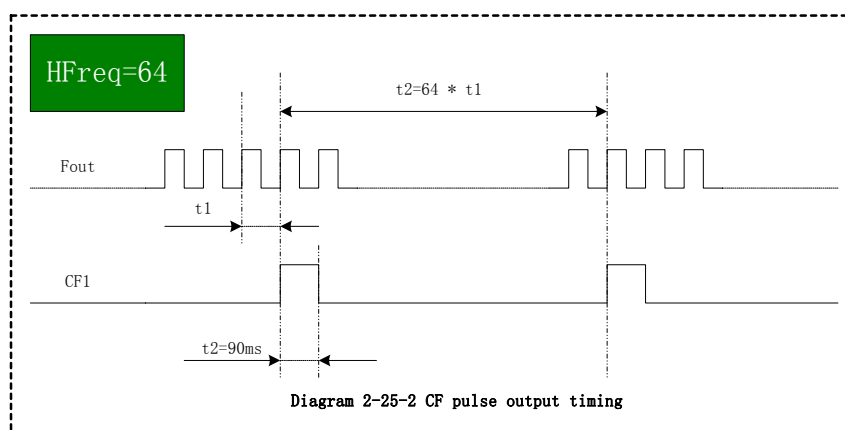 HFreq=64
t2=64 * t1
Fout
t1
CF1
t2=90ms
Diagram 2-25-2 CF pulse output timing